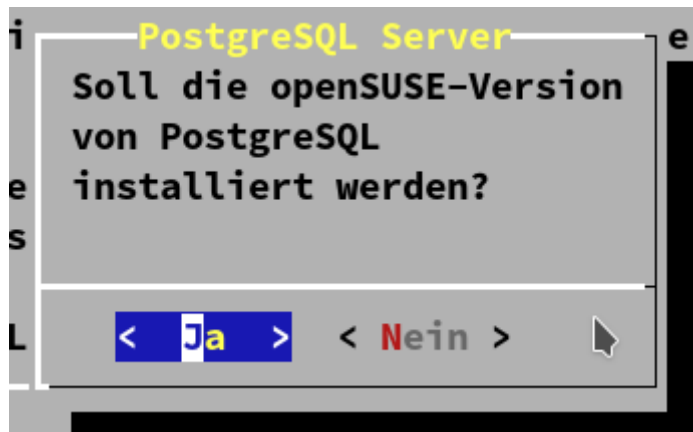 i
PostgreSQL Server
e
Soll die openSUSE-Version
von PostgreSQL
e
installiert werden?
s
L
< Ja > < Nein >